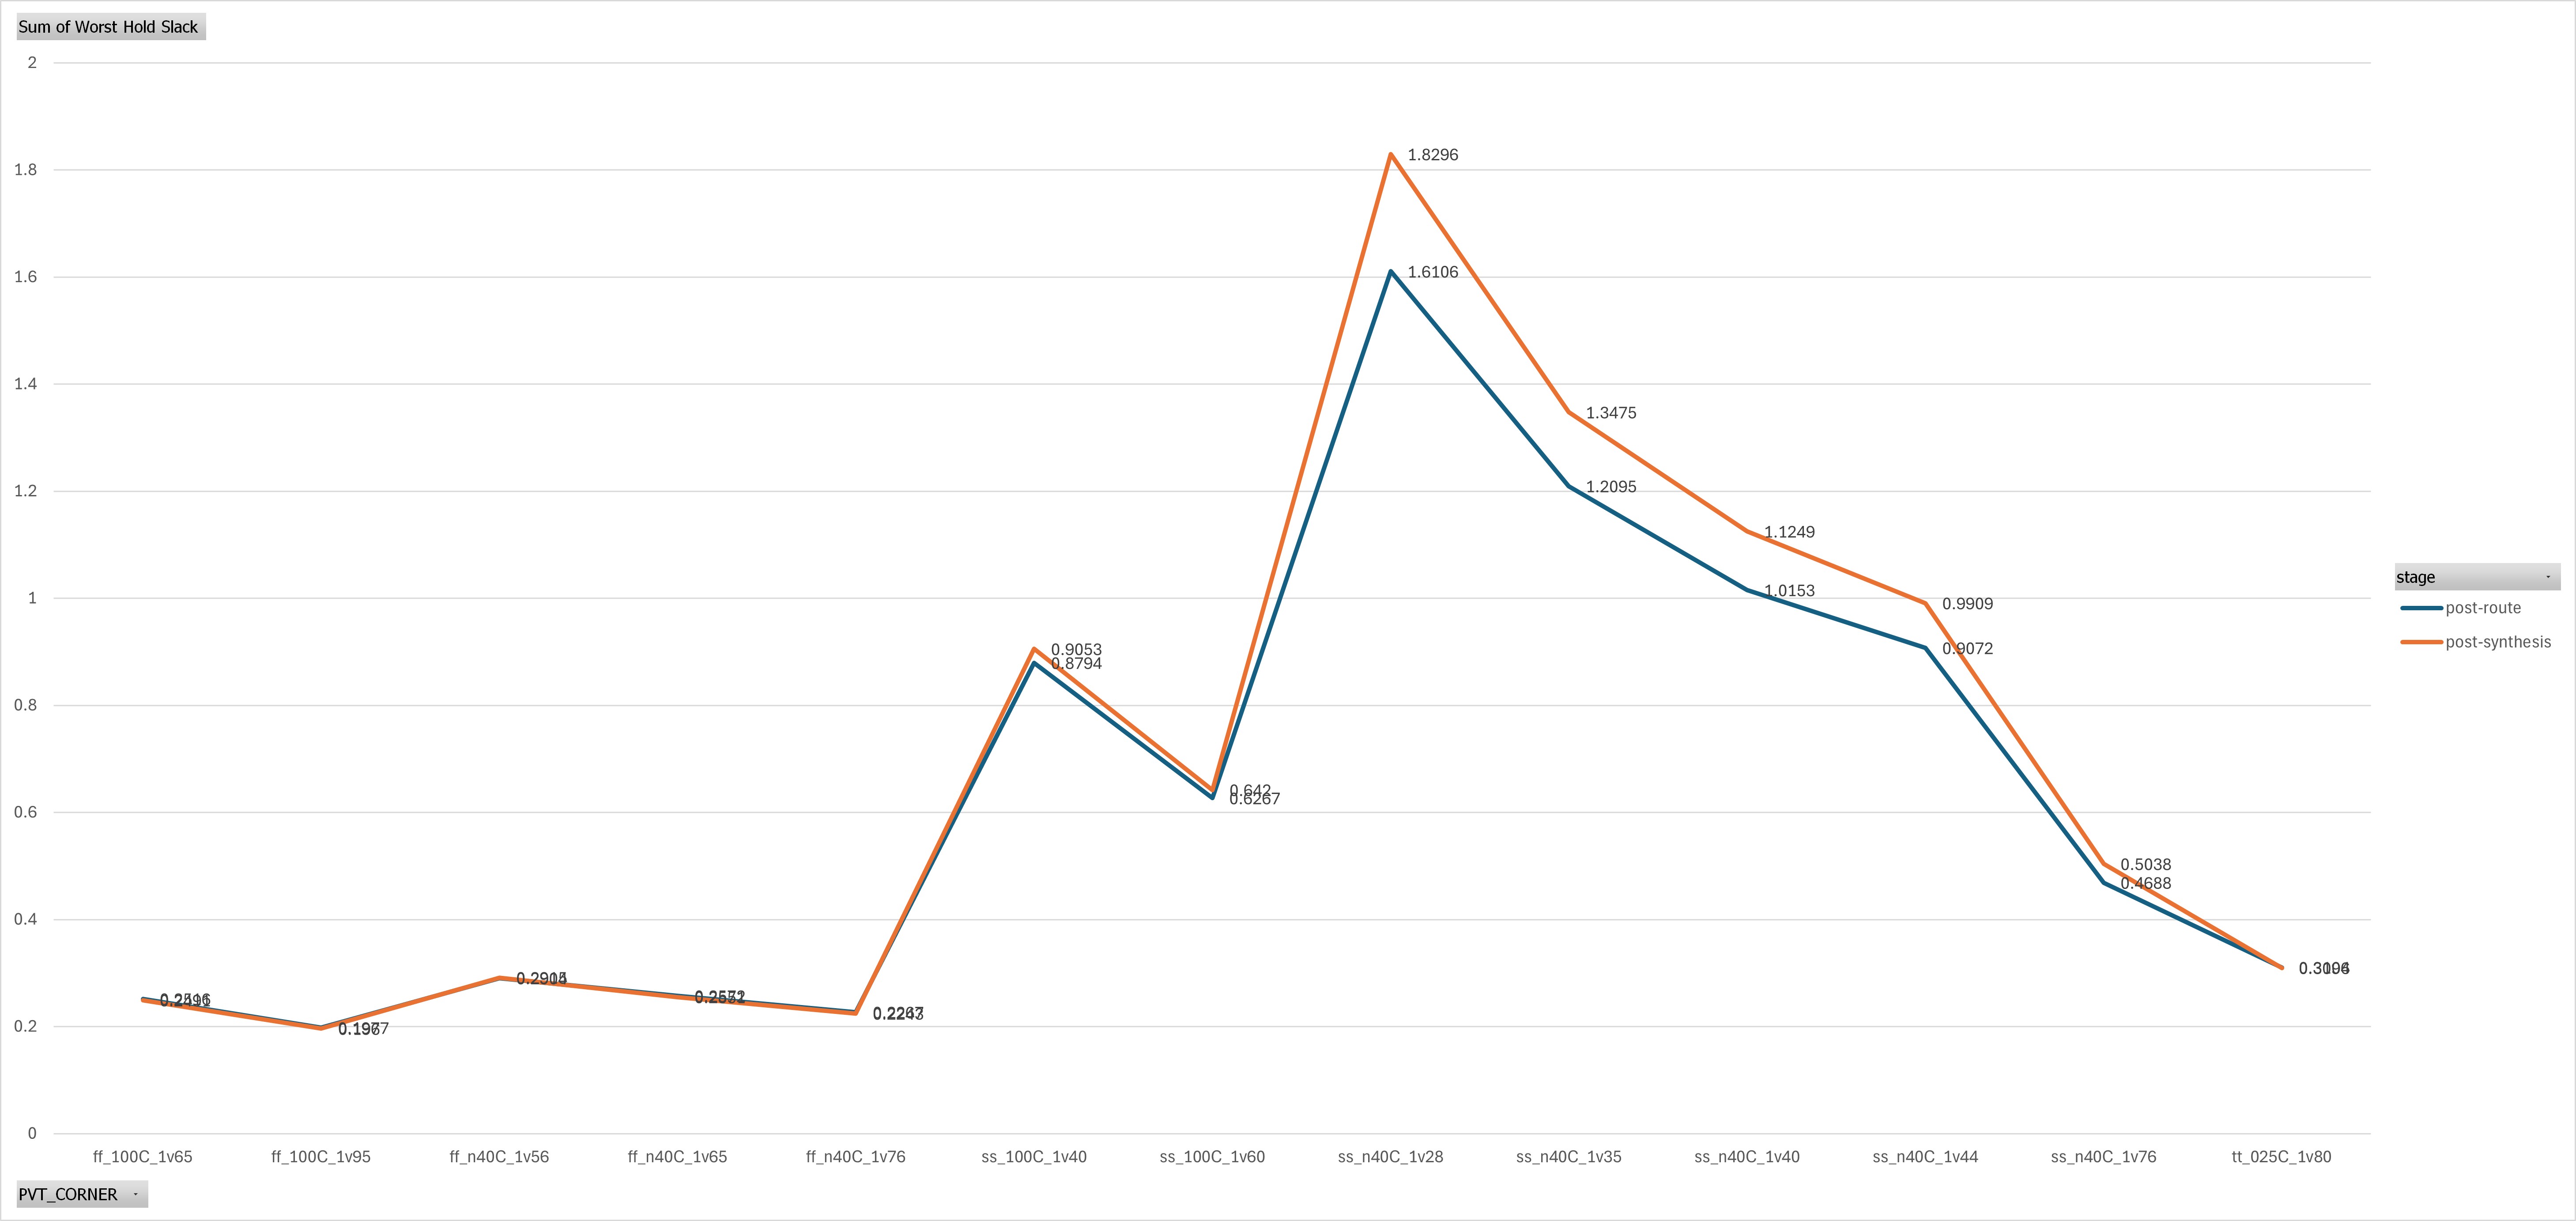 Sum of Worst Hold Slack
2
1.8
1.6
1.4
1.2
1
0.8
0.6
0.4
0.2
0
1.8296
1.6106
1.3475
1.2095
1.1249
1.0153
0.9909
0.9072
0.9053
0.8794
0.642
0.6267
0.5038
0.4688
ff_100C_1v65
ff_100C_1v95
ff_n40C_1v56
ff_n40C_1v65
ff_n40C_1v76
ss_100C_1v40
ss_100C_1v60
ss_n40C_1v28
ss_n40C_1v35
ss_n40C_1v40
ss_n40C_1v44
ss_n40C_1v76
tt_025C_1v80
stage
post-route
post-synthesis
PVT_CORNER